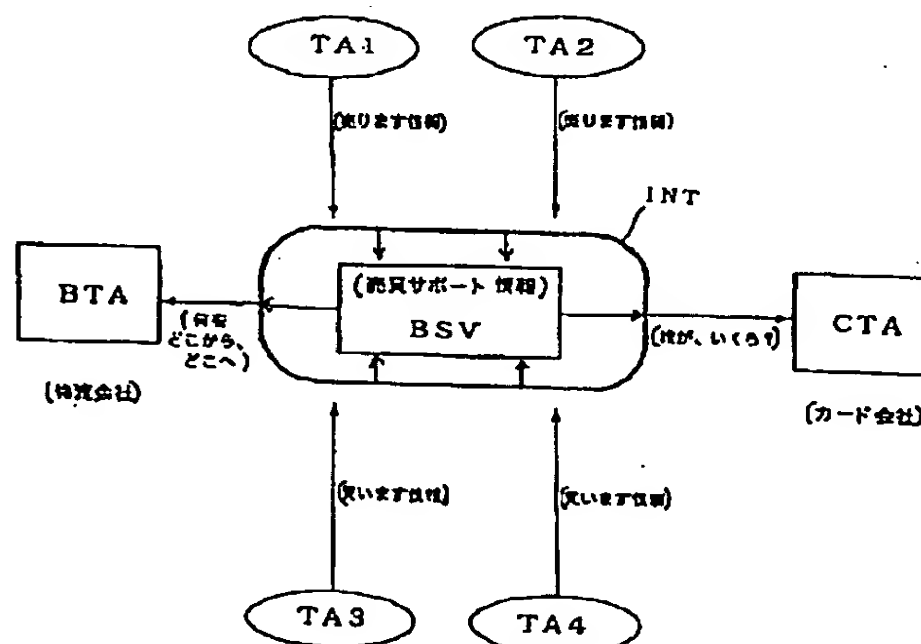 TA1
TA2
(売ります情報)
(売ります情報)
INT
(売買サポート情報)
BSV
BTA
(何を
どこから、
どこへ)
(物流会社)
CTA
(誰が、いくら?)
(カード会社)
(買います情報)
(買います情報)
TA3
TA4